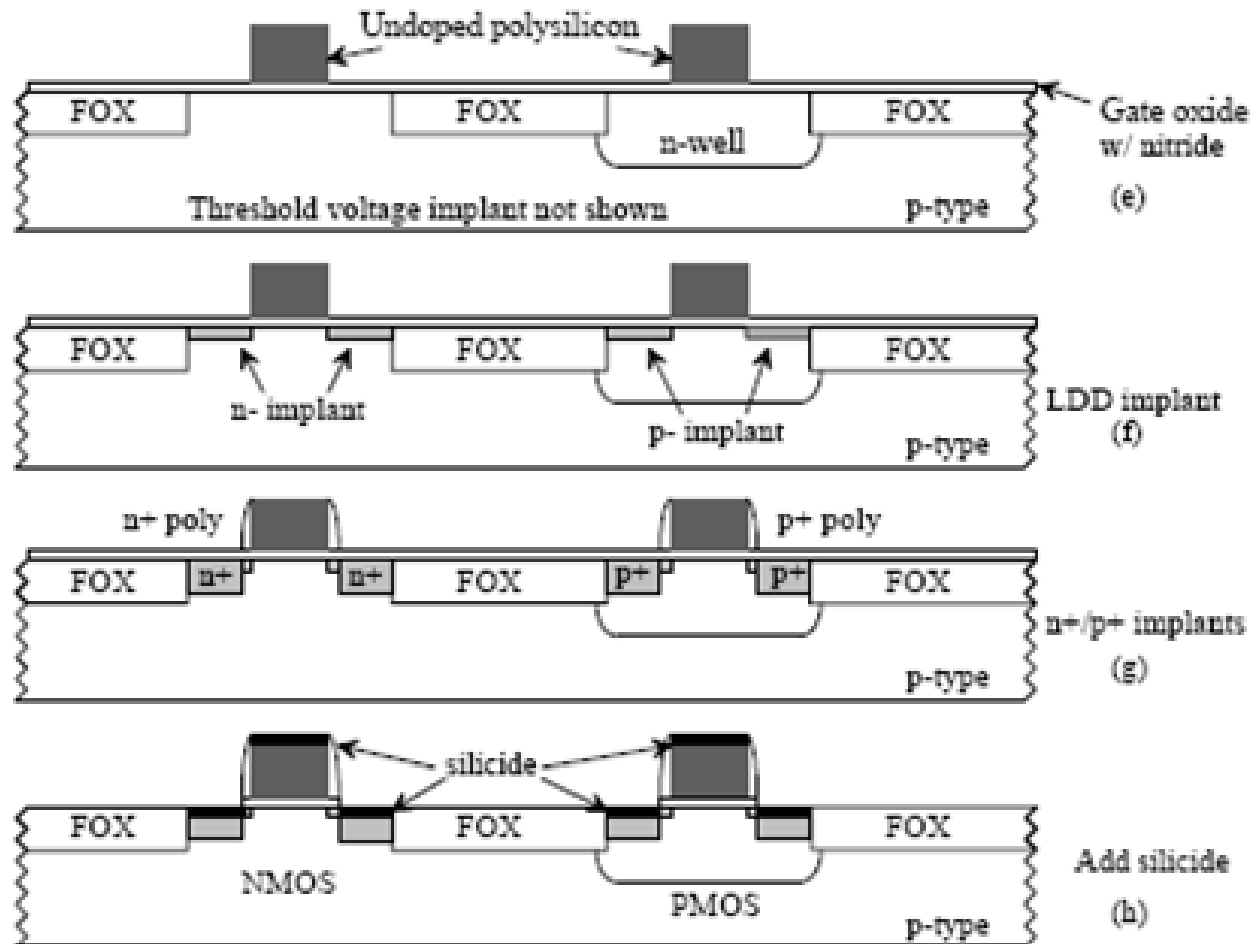 Undoped polysilicon
FOX
FOX
FOX
Gate oxide
w/ nitride
n-well
(e)
Threshold voltage implant not shown
p-type
FOX
FOX
FOX
n- implant
p- implant
LDD implant
(f)
p-type
n+ poly
p+ poly
FOX
n+
n+
FOX
p+
p+
FOX
n+/p+ implants
(g)
p-type
silicide
FOX
FOX
FOX
NMOS
PMOS
Add silicide
(h)
p-type